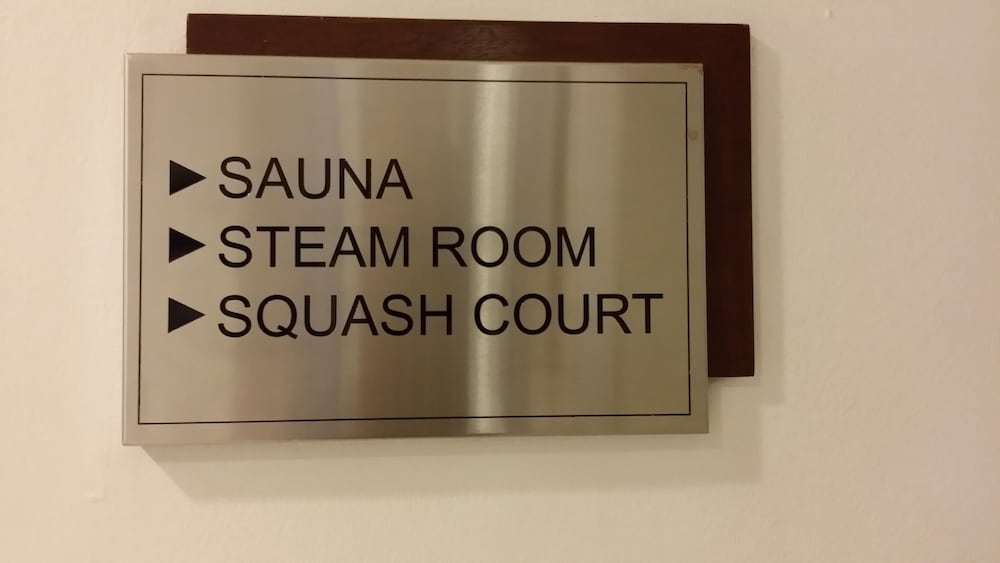 ► SAUNA
► STEAM ROOM
► SQUASH COURT